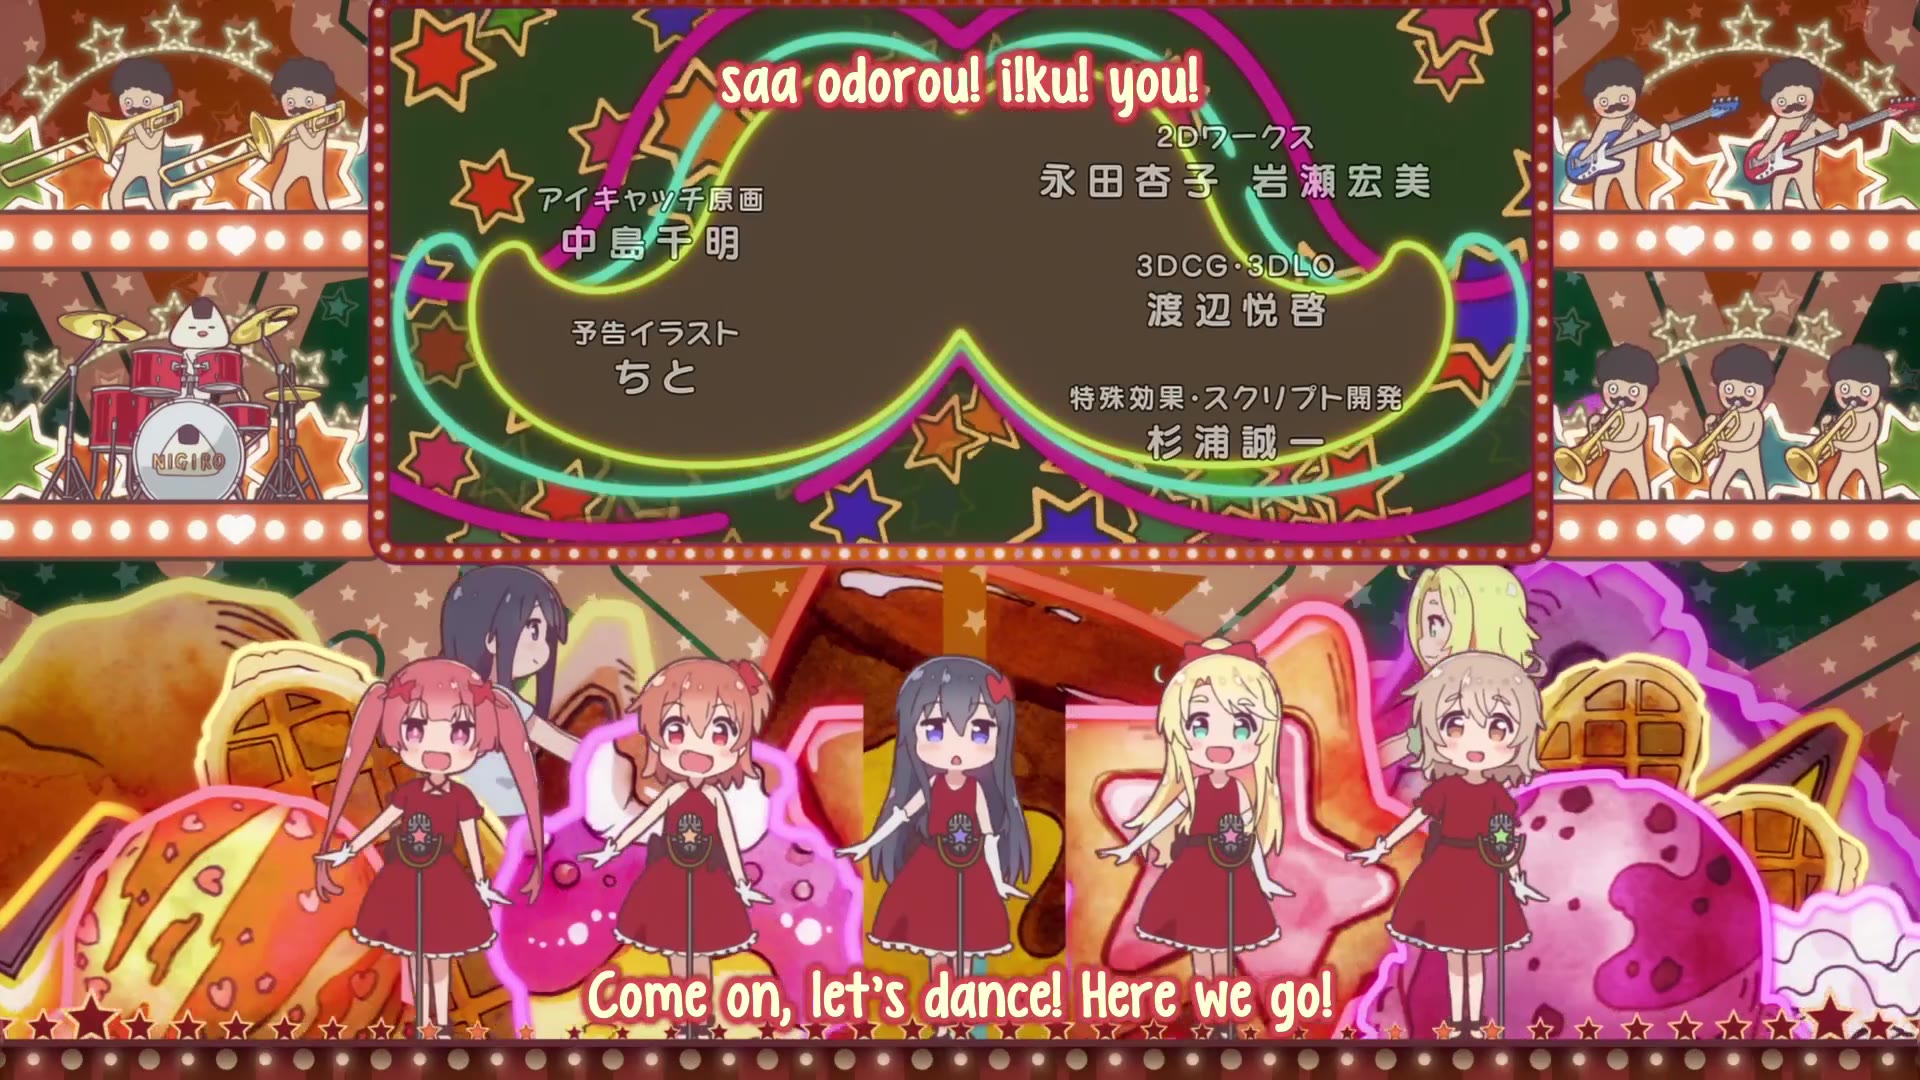 saa odorou! i!ku! you!
アイキャッチ原画
中島千明
予告イラスト
ちと
2Dワークス
永田杏子 岩瀬宏美
3DCG・3DLO
渡辺悦啓
特殊効果・スクリプト開発
杉浦誠一
NIGIRO
Come on, let's dance! Here we go!